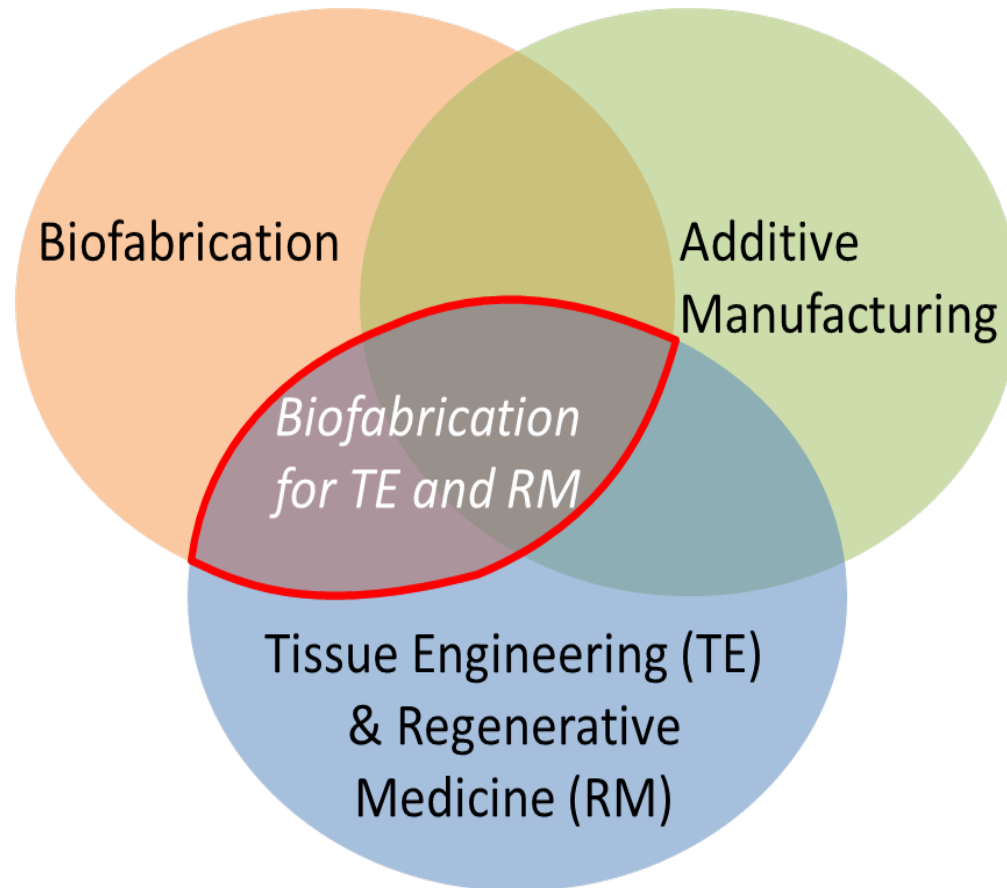 Biofabrication
Additive
Manufacturing
Biofabrication
for TE and RM
Tissue Engineering (TE)
& Regenerative
Medicine (RM)